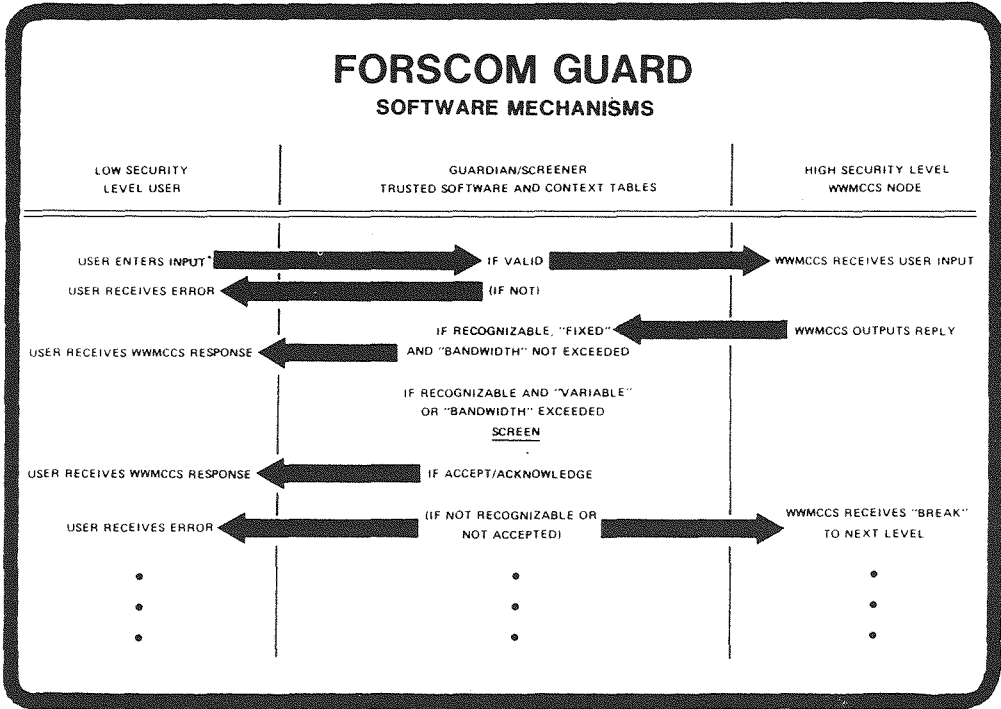 FORSCOM GUARD
SOFTWARE MECHANISMS
LOW SECURITY
LEVEL USER
GUARDIAN/SCREENER
TRUSTED SOFTWARE AND CONTEXT TABLES
HIGH SECURITY LEVEL
WWMCCS NODE
USER ENTERS INPUT*
IF VALID
WWMCCS RECEIVES USER INPUT
USER RECEIVES ERROR
(IF NOT)
IF RECOGNIZABLE, "FIXED"
AND "BANDWIDTH" NOT EXCEEDED
WWMCCS OUTPUTS REPLY
USER RECEIVES WWMCCS RESPONSE
IF RECOGNIZABLE AND "VARIABLE"
OR "BANDWIDTH" EXCEEDED
SCREEN
USER RECEIVES WWMCCS RESPONSE
IF ACCEPT/ACKNOWLEDGE
USER RECEIVES ERROR
(IF NOT RECOGNIZABLE OR
NOT ACCEPTED)
WWMCCS RECEIVES "BREAK"
TO NEXT LEVEL